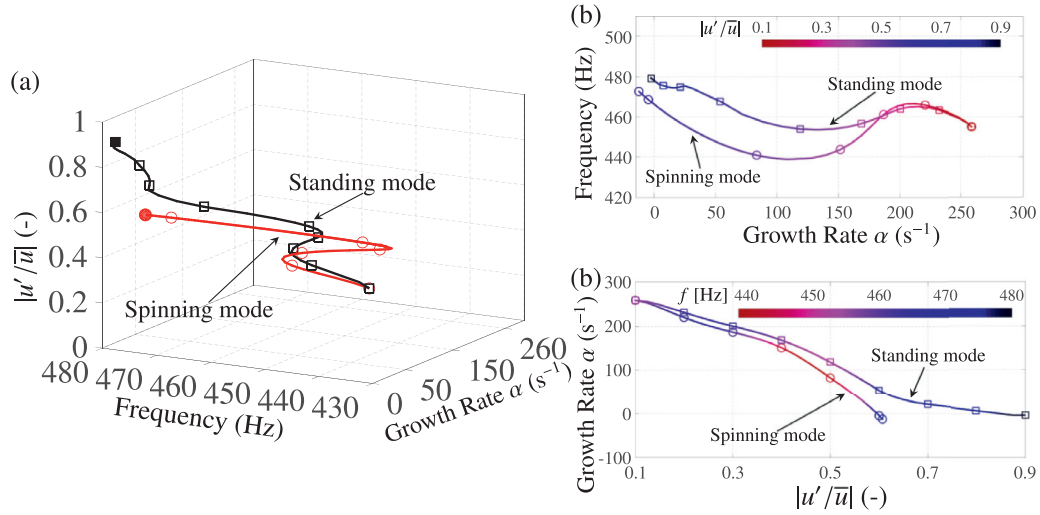 (a)
1
0.8
0.6
0.4
0.2
0
|u′/u̅| (-)
Standing mode
Spinning mode
480
470
460
450
440
430
Frequency (Hz)
0
50
150
260
Growth Rate α (s⁻¹)
(b)
|u′/u̅|
0.1
0.3
0.5
0.7
0.9
500
480
460
440
420
Frequency (Hz)
Standing mode
Spinning mode
0
50
100
150
200
250
300
Growth Rate α (s⁻¹)
(b)
f [Hz]
440
450
460
470
480
300
200
100
0
-100
Growth Rate α (s⁻¹)
Standing mode
Spinning mode
0.1
0.3
0.5
0.7
0.9
|u′/u̅| (-)